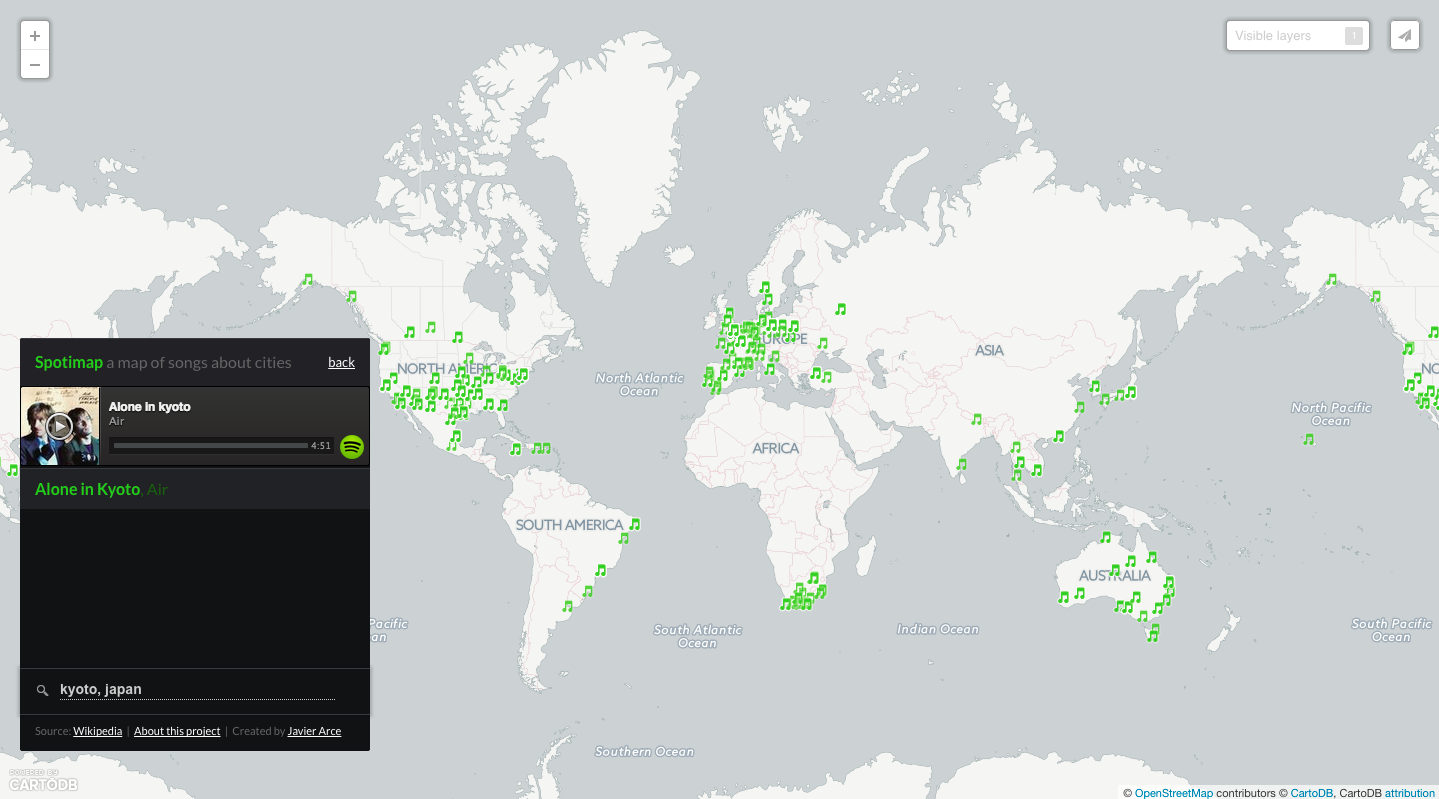 +
−
Visible layers 1
NORTH AMERIC
EUROPE
ASIA
North Atlantic
Ocean
North Pacific
Ocean
NO
AFRICA
SOUTH AMERICA
AUSTRALIA
Pacific
an
South Atlantic
Ocean
Indian Ocean
South Pacific
Ocean
Southern Ocean
Spotimap a map of songs about cities back
Alone in kyoto
Air
4:51
Alone in Kyoto, Air
kyoto, japan
Source: Wikipedia | About this project | Created by Javier Arce
POWERED BY
CARTODB
© OpenStreetMap contributors © CartoDB, CartoDB attribution